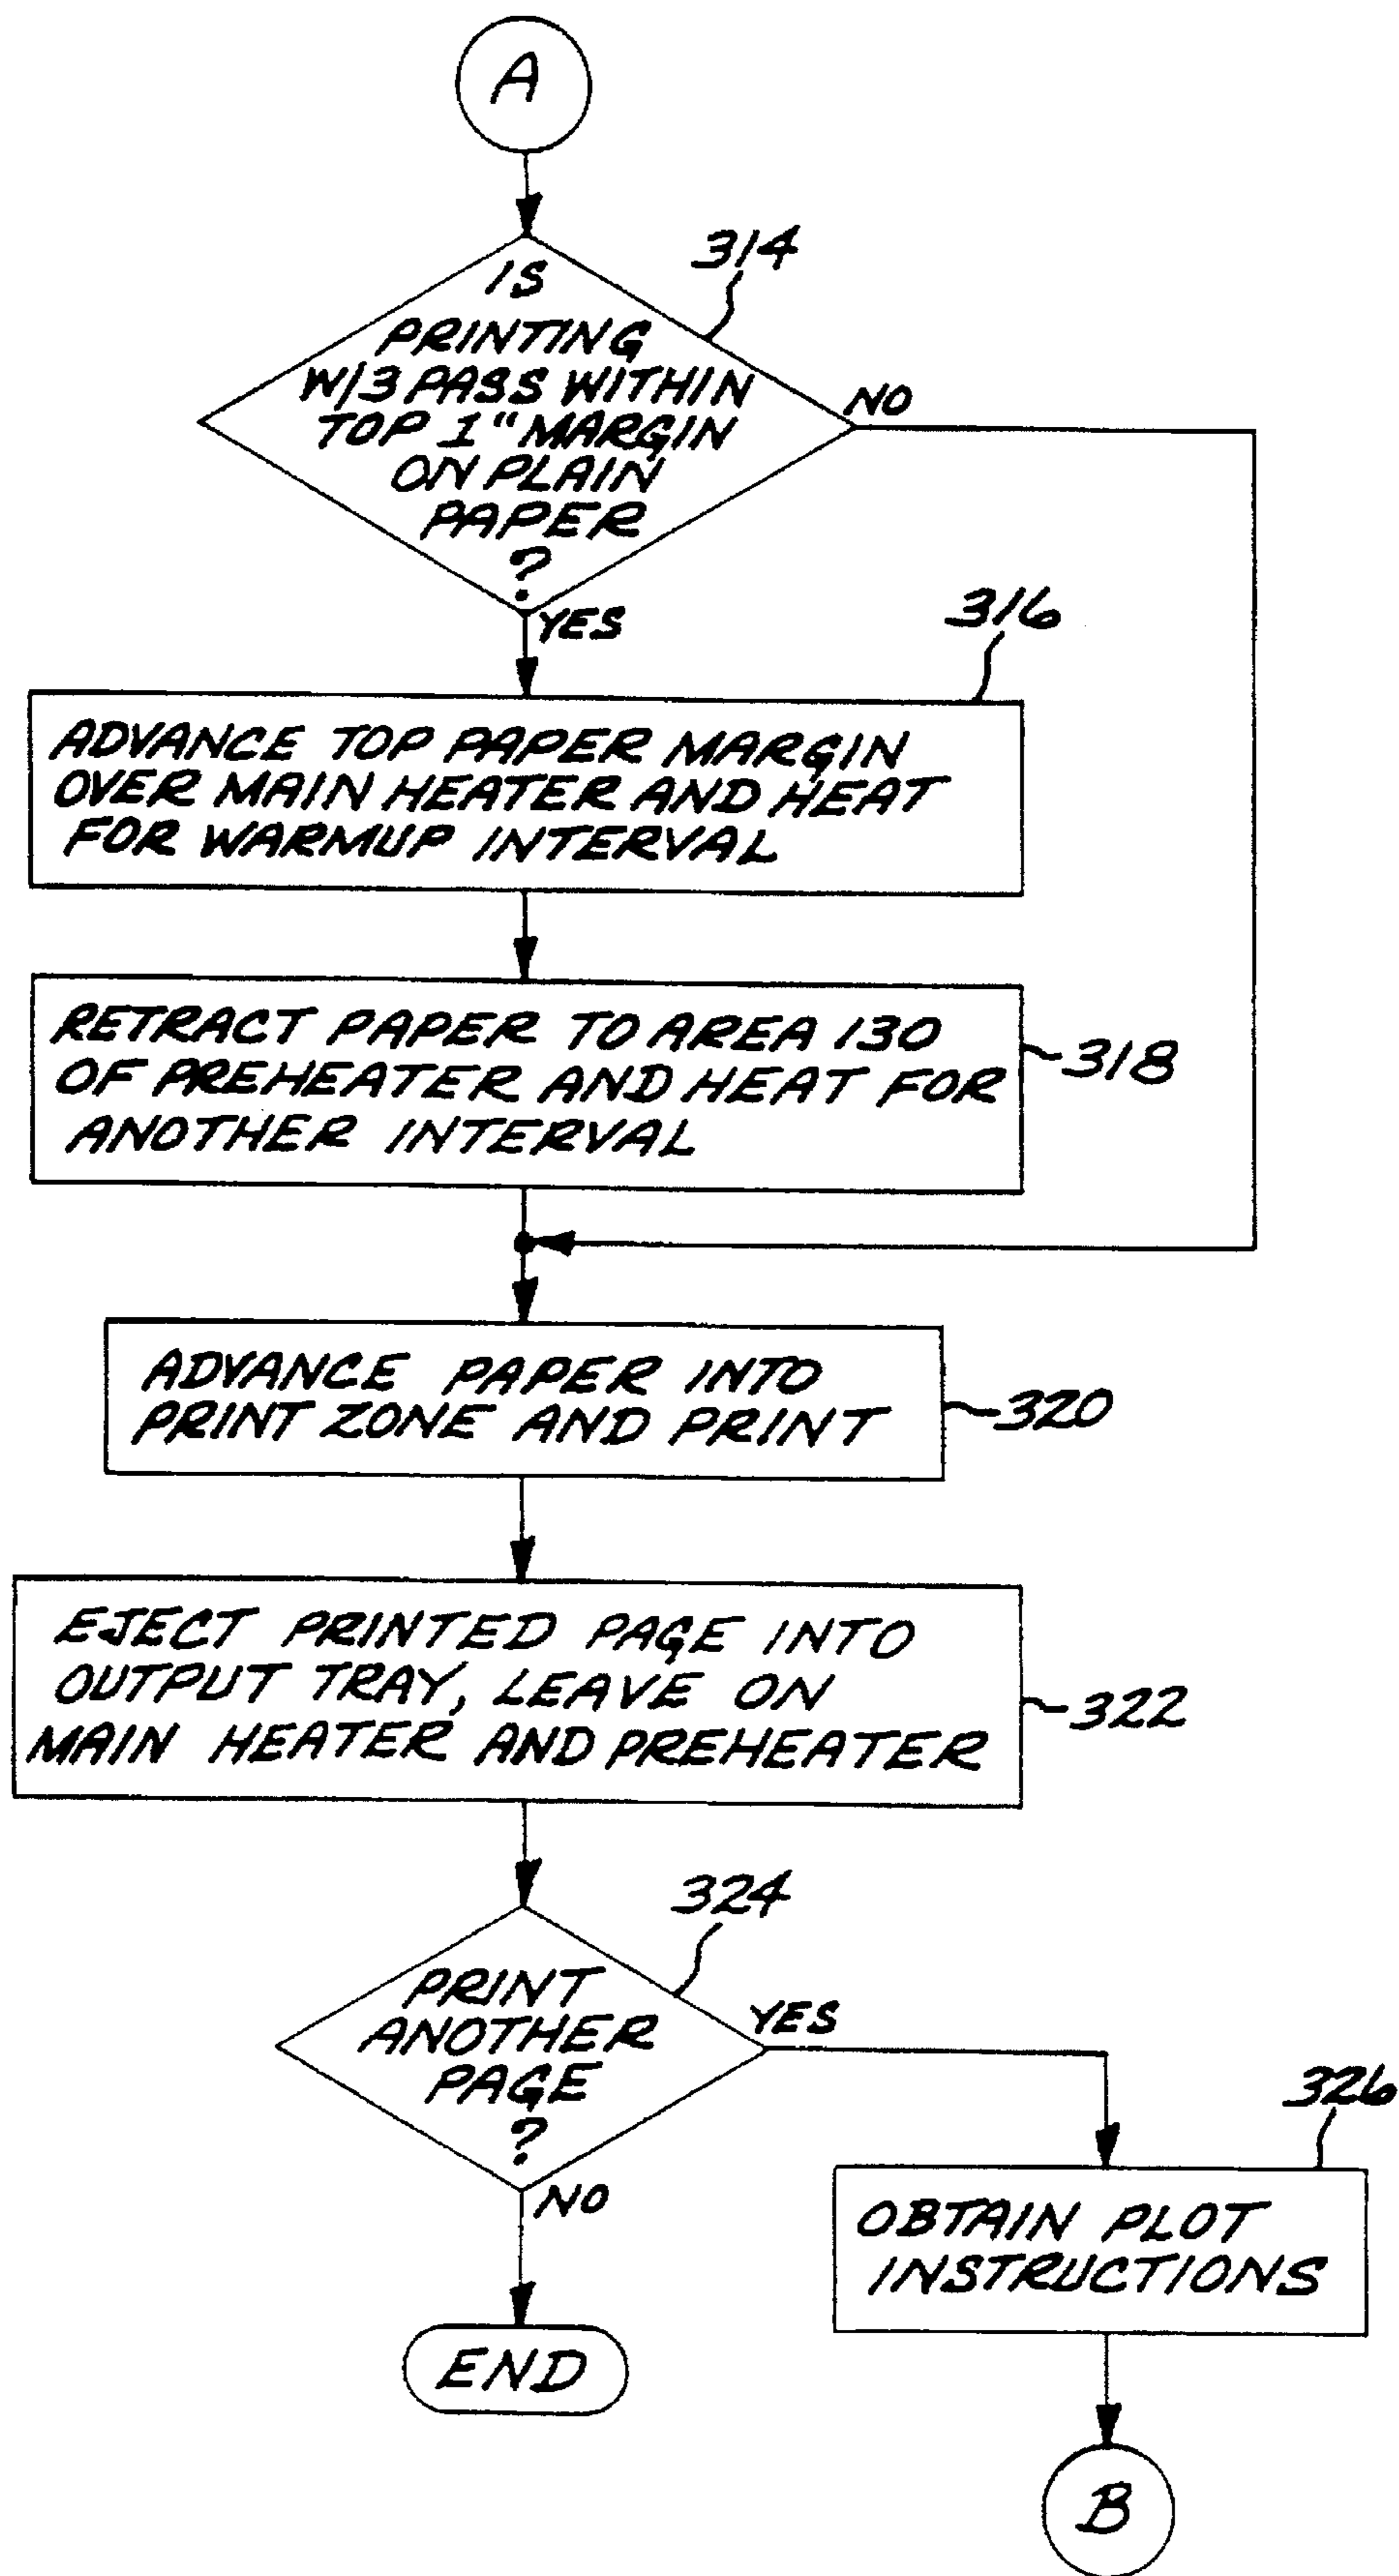 A
314
IS
PRINTING
W/3 PASS WITHIN
TOP 1" MARGIN
ON PLAIN
PAPER
?
NO
YES
316
ADVANCE TOP PAPER MARGIN
OVER MAIN HEATER AND HEAT
FOR WARMUP INTERVAL
RETRACT PAPER TO AREA 130
OF PREHEATER AND HEAT FOR
ANOTHER INTERVAL
318
ADVANCE PAPER INTO
PRINT ZONE AND PRINT
320
EJECT PRINTED PAGE INTO
OUTPUT TRAY, LEAVE ON
MAIN HEATER AND PREHEATER
322
324
PRINT
ANOTHER
PAGE
?
YES
NO
326
OBTAIN PLOT
INSTRUCTIONS
END
B